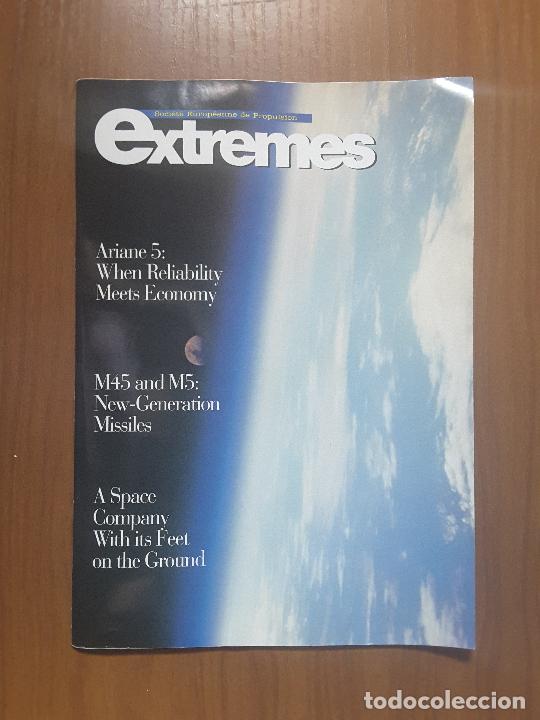 Société Européenne de Propulsion
extremes
Ariane 5:
When Reliability
Meets Economy
M45 and M5:
New-Generation
Missiles
A Space
Company
With its Feet
on the Ground
todocoleccion